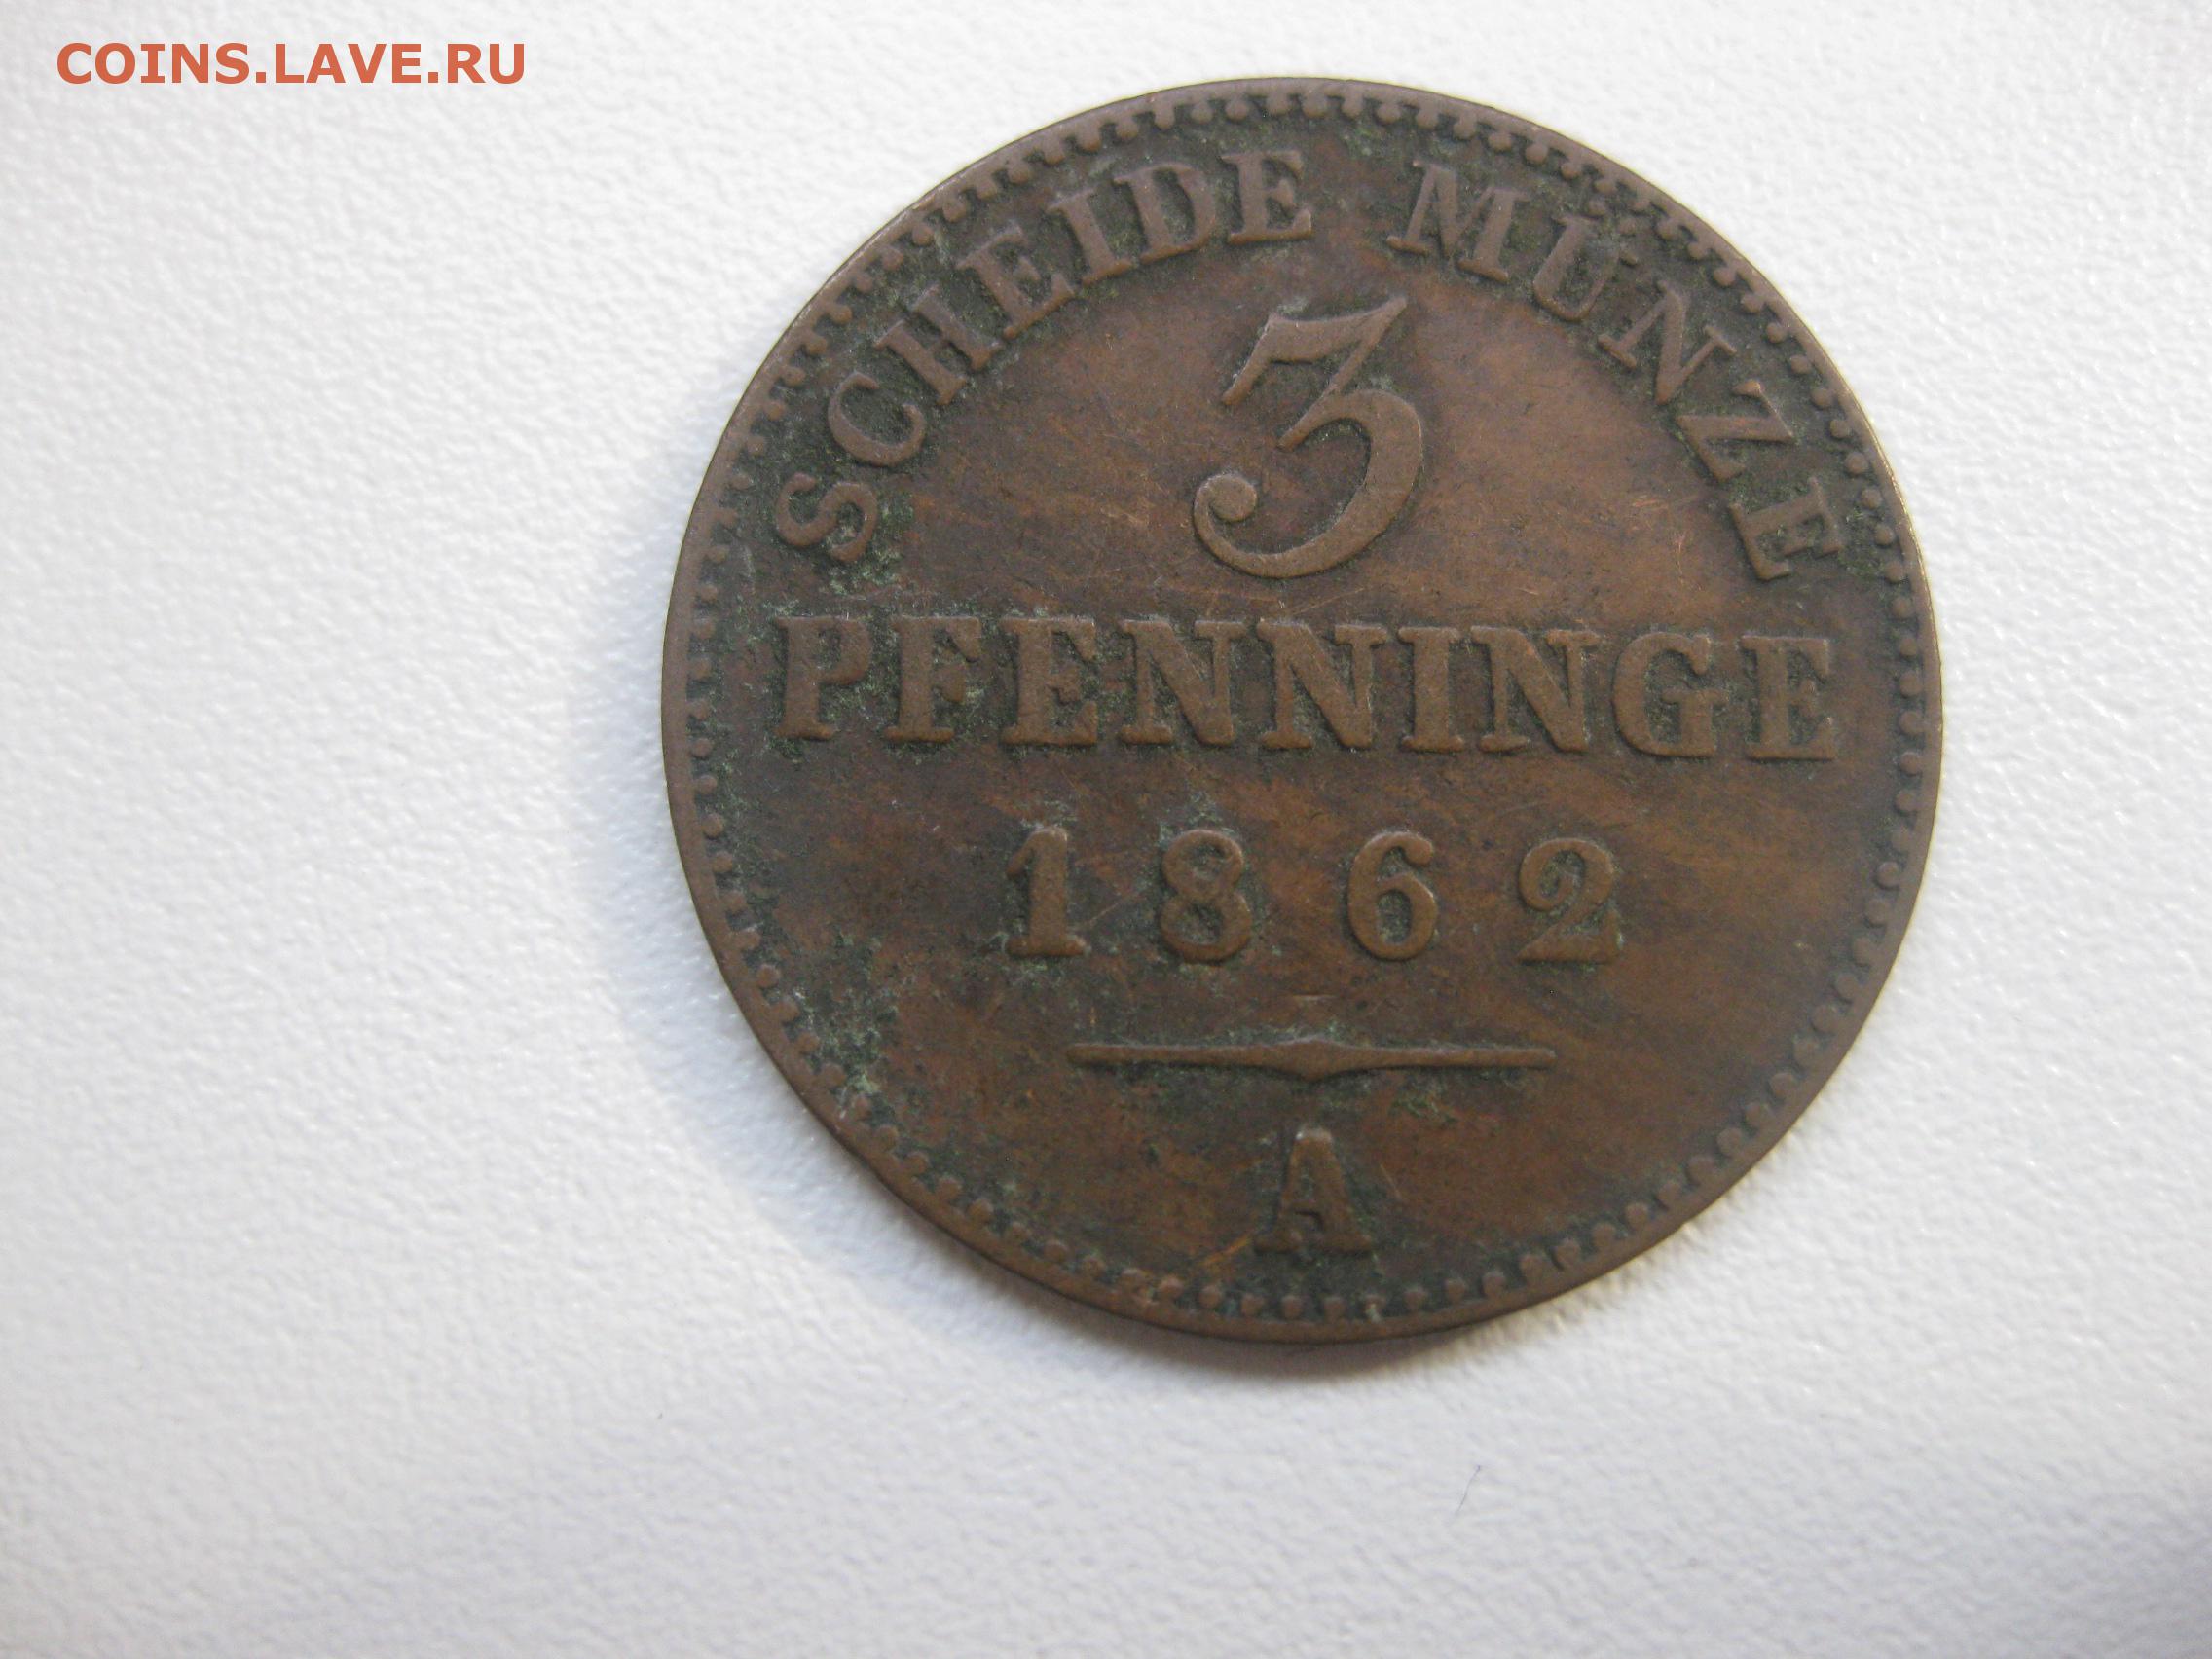 COINS.LAVE.RU
SCHEIDE MÜNZE
3
PFENNINGE
1862
A